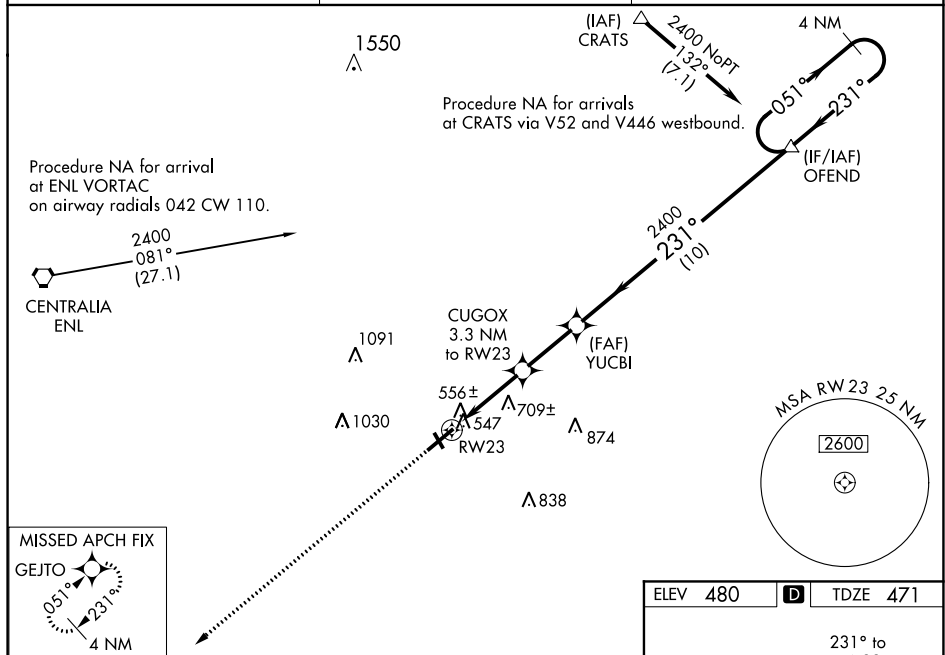 1550
(IAF)
CRATS
2400 NoPT
132°
(7.1)
4 NM
051°
231°
Procedure NA for arrivals
at CRATS via V52 and V446 westbound.
(IF/IAF)
OFEND
Procedure NA for arrival
at ENL VORTAC
on airway radials 042 CW 110.
2400
081°
(27.1)
CENTRALIA
ENL
2400
231°
(10)
CUGOX
3.3 NM
to RW23
(FAF)
YUCBI
1091
556±
709±
1030
547
874
RW23
838
MSA RW 23 25 NM
2600
MISSED APCH FIX
GEJTO
051°
231°
4 NM
ELEV 480 D TDZE 471
231° to